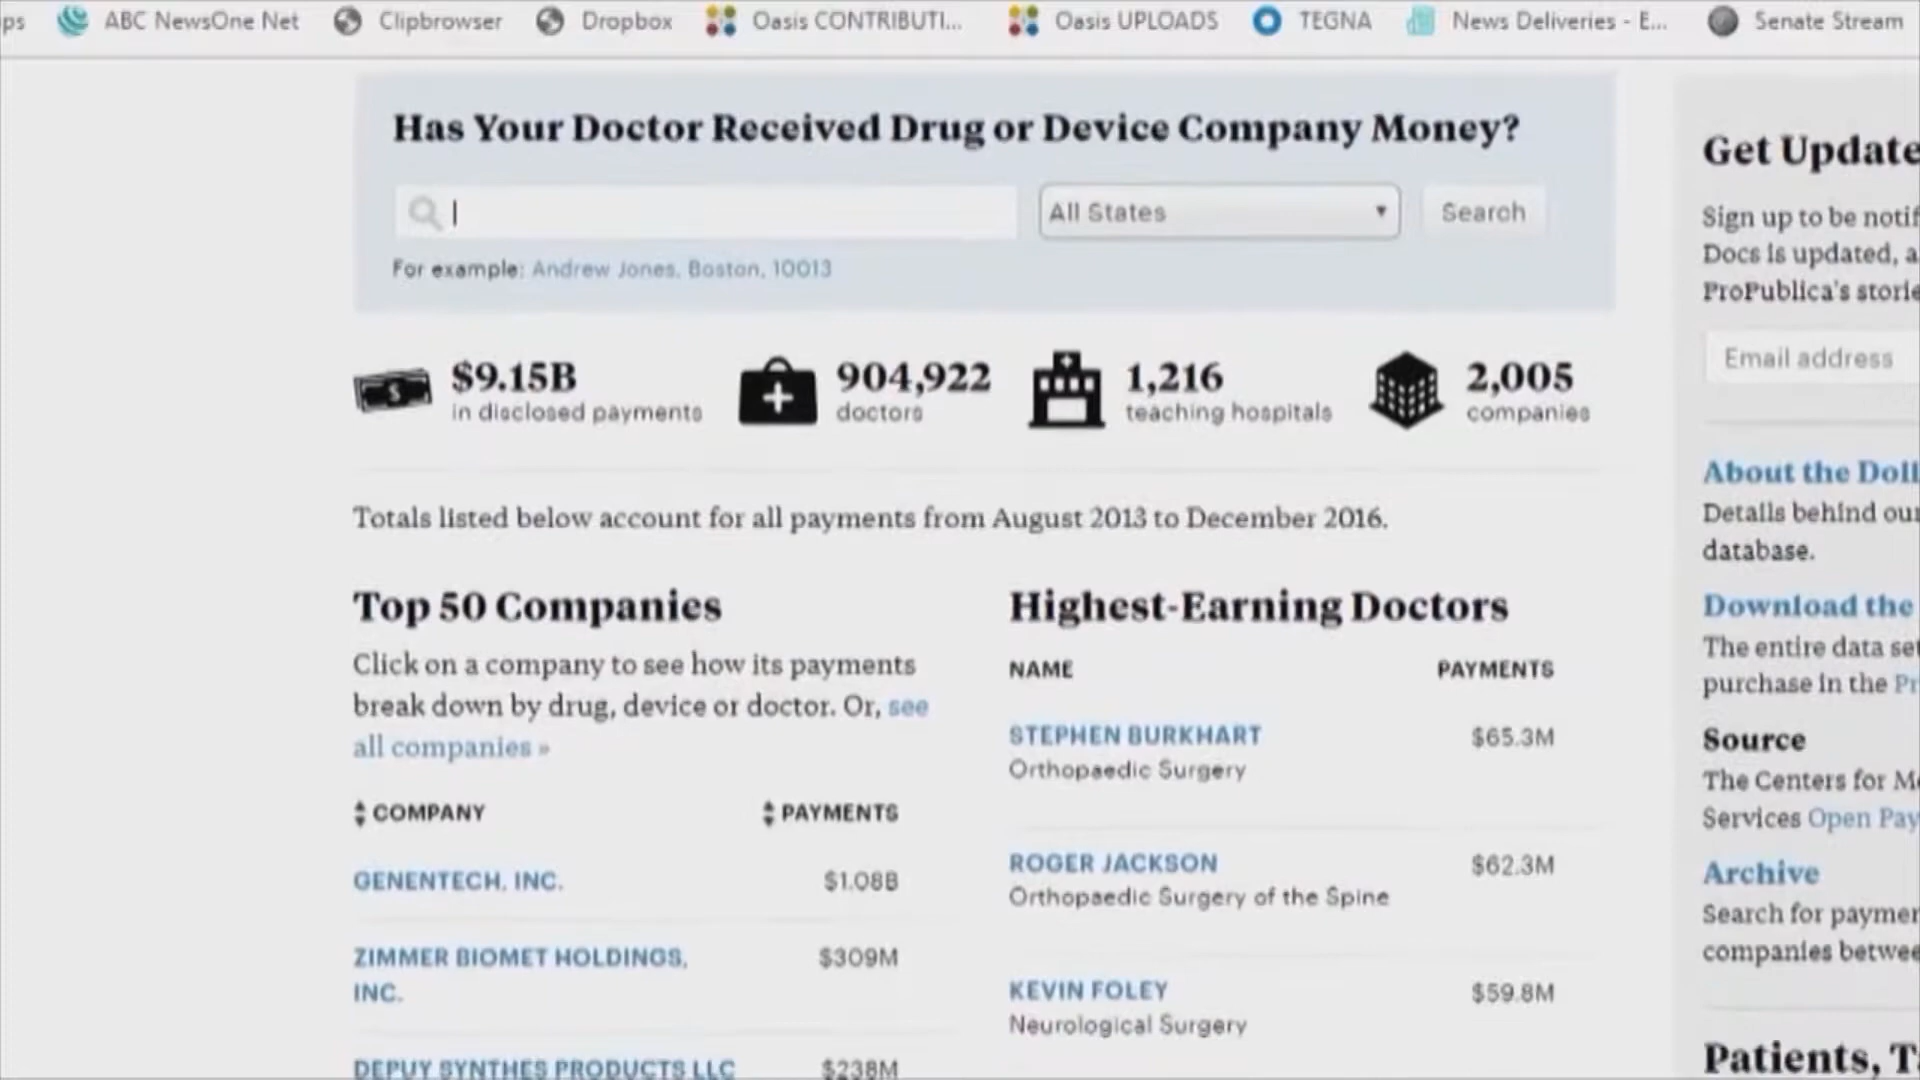 ps ABC NewsOne Net Clipbrowser Dropbox Oasis CONTRIBUTI... Oasis UPLOADS TEGNA News Deliveries - E... Senate Stream
Has Your Doctor Received Drug or Device Company Money?
All States Search
For example: Andrew Jones, Boston, 10013
$9.15B
in disclosed payments
904,922
doctors
1,216
teaching hospitals
2,005
companies
Totals listed below account for all payments from August 2013 to December 2016.
Top 50 Companies
Click on a company to see how its payments
break down by drug, device or doctor. Or, see
all companies »
COMPANY PAYMENTS
GENENTECH, INC. $1.08B
ZIMMER BIOMET HOLDINGS,
INC. $309M
DEPUY SYNTHES PRODUCTS LLC $238M
Highest-Earning Doctors
NAME PAYMENTS
STEPHEN BURKHART $65.3M
Orthopaedic Surgery
ROGER JACKSON $62.3M
Orthopaedic Surgery of the Spine
KEVIN FOLEY $59.8M
Neurological Surgery
Get Update
Sign up to be notif
Docs is updated, a
ProPublica's storie
Email address
About the Doll
Details behind our
database.
Download the
The entire data set
purchase in the Pr
Source
The Centers for Me
Services Open Pay
Archive
Search for paymen
companies betwee
Patients, T